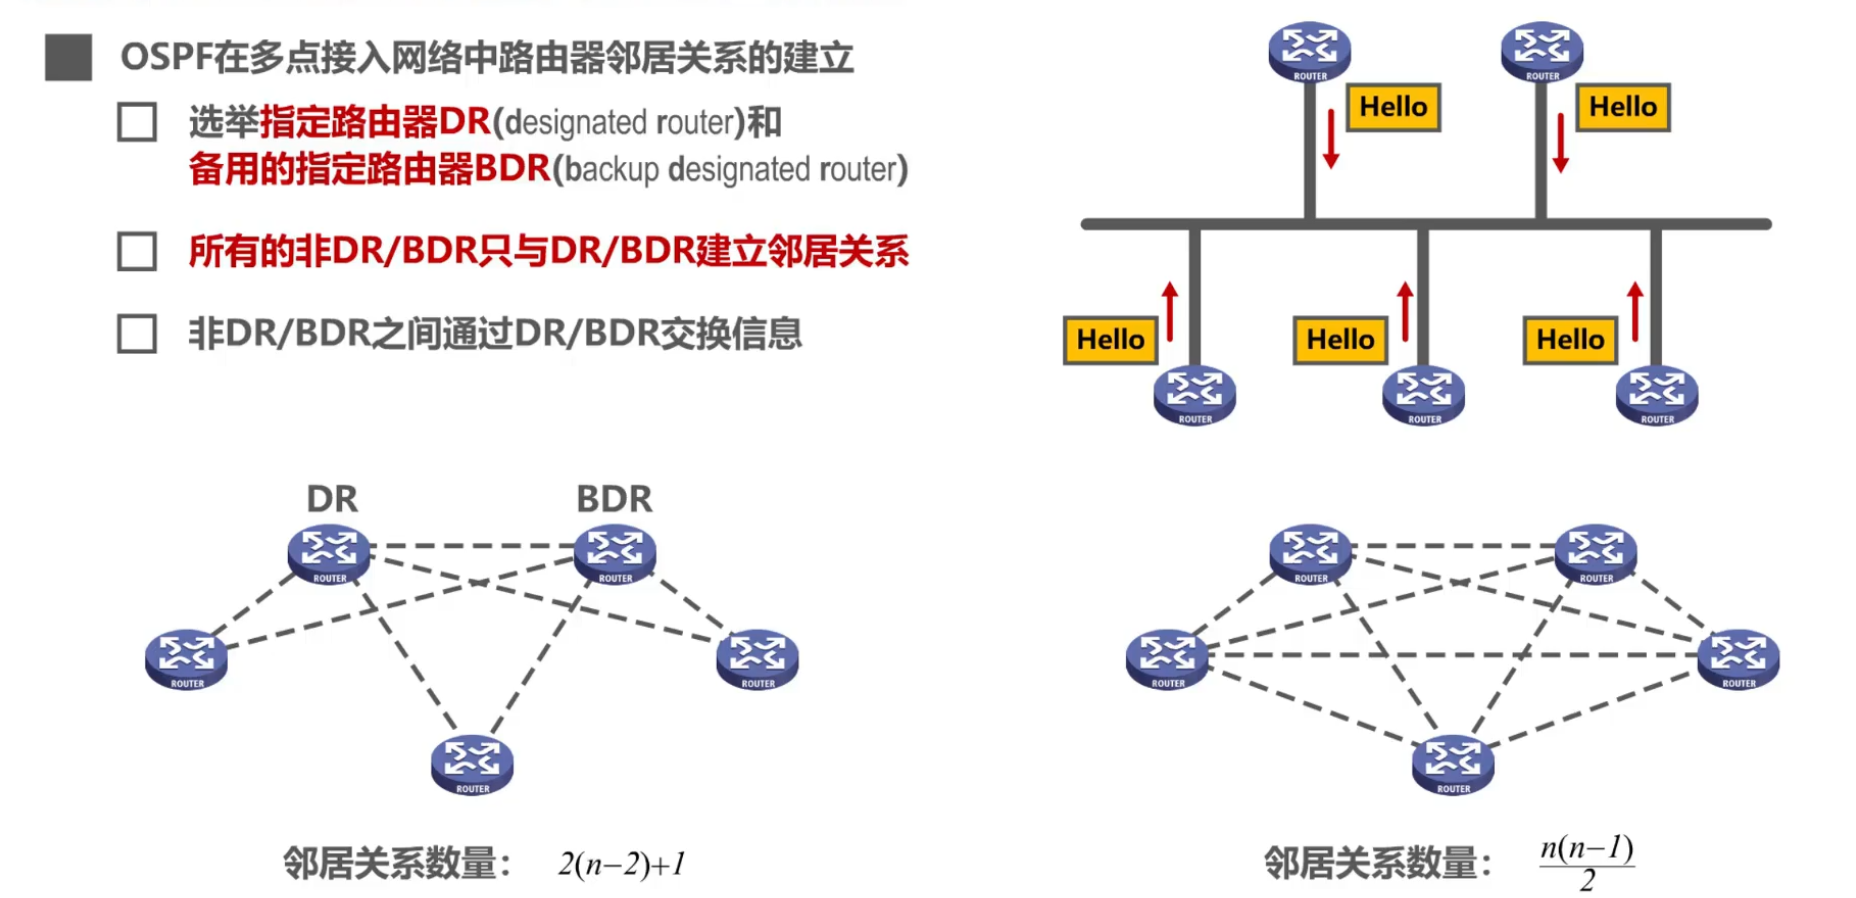 OSPF在多点接入网络中路由器邻居关系的建立
选举指定路由器DR(designated router)和
备用的指定路由器BDR(backup designated router)
所有的非DR/BDR只与DR/BDR建立邻居关系
非DR/BDR之间通过DR/BDR交换信息
ROUTER
ROUTER
Hello
Hello
Hello
Hello
Hello
ROUTER
ROUTER
ROUTER
DR
BDR
ROUTER
ROUTER
ROUTER
ROUTER
ROUTER
邻居关系数量： 2(n−2)+1
ROUTER
ROUTER
ROUTER
ROUTER
ROUTER
邻居关系数量： n(n−1)
2